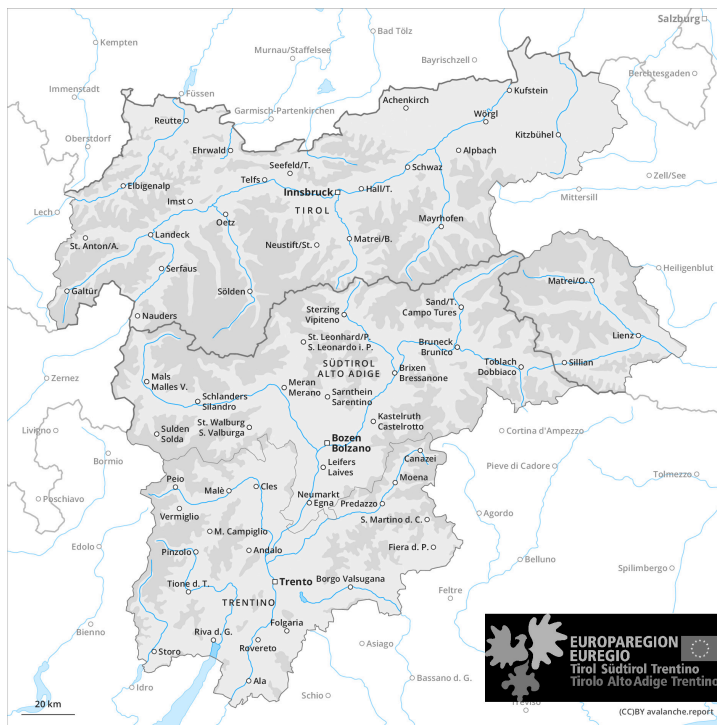 Salzburg
Kempten
Bad Tölz
Murnau/Staffelsee
Bayrischzell
Berchtesgaden
Immenstadt
Füssen
Garmisch-Partenkirchen
Achenkirch
Kufstein
Reutte
Wörgl
Oberstdorf
Kitzbühel
Ehrwald
Alpbach
Seefeld/T.
Schwaz
Telfs
Zell/See
Elbigenalp
Innsbruck
Hall/T.
Mittersill
Imst
TIROL
Lech
Oetz
Mayrhofen
Landeck
St. Anton/A.
Neustift/St.
Matrei/B.
Serfaus
Heiligenblut
Matrei/O.
Galtür
Sölden
Sand/T.
Campo Tures
Nauders
Sterzing
Vipiteno
Lienz
St. Leonhard/P.
S. Leonardo i. P.
Bruneck
Brunico
SÜDTIROL
ALTO ADIGE
Toblach
Dobbiaco
Sillian
Brixen
Bressanone
Zernez
Mals
Malles V.
Meran
Merano
Schlanders
Silandro
Sarnthein
Sarentino
St. Walburg
S. Valburga
Kastelruth
Castelrotto
Livigno
Sulden
Solda
Bozen
Bolzano
Cortina d'Ampezzo
Bormio
Canazei
Leifers
Laives
Pieve di Cadore
Tolmezzo
Peio
Malè
Cles
Moena
Poschiavo
Neumarkt
Egna
Predazzo
Vermiglio
Agordo
S. Martino d. C.
M. Campiglio
Edolo
Pinzolo
Andalo
Fiera d. P.
Belluno
Spilimbergo
Tione d. T.
Trento
Borgo Valsugana
Feltre
TRENTINO
Bienno
Folgaria
Riva d. G.
Rovereto
Asiago
Storo
Ala
Idro
Schio
Bassano d. G.
Treviso
EUROPAREGION
EUREGIO
Tirol Südtirol Trentino
Tirolo Alto Adige Trentino
20 km
(CC)BY avalanche.report